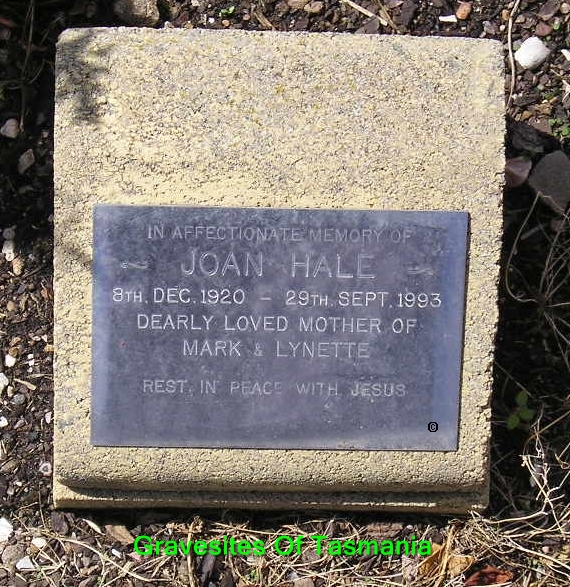 IN AFFECTIONATE MEMORY OF
JOAN HALE
8TH. DEC. 1920 – 29TH. SEPT. 1993
DEARLY LOVED MOTHER OF
MARK & LYNETTE
REST IN PEACE WITH JESUS
©
Gravesites Of Tasmania